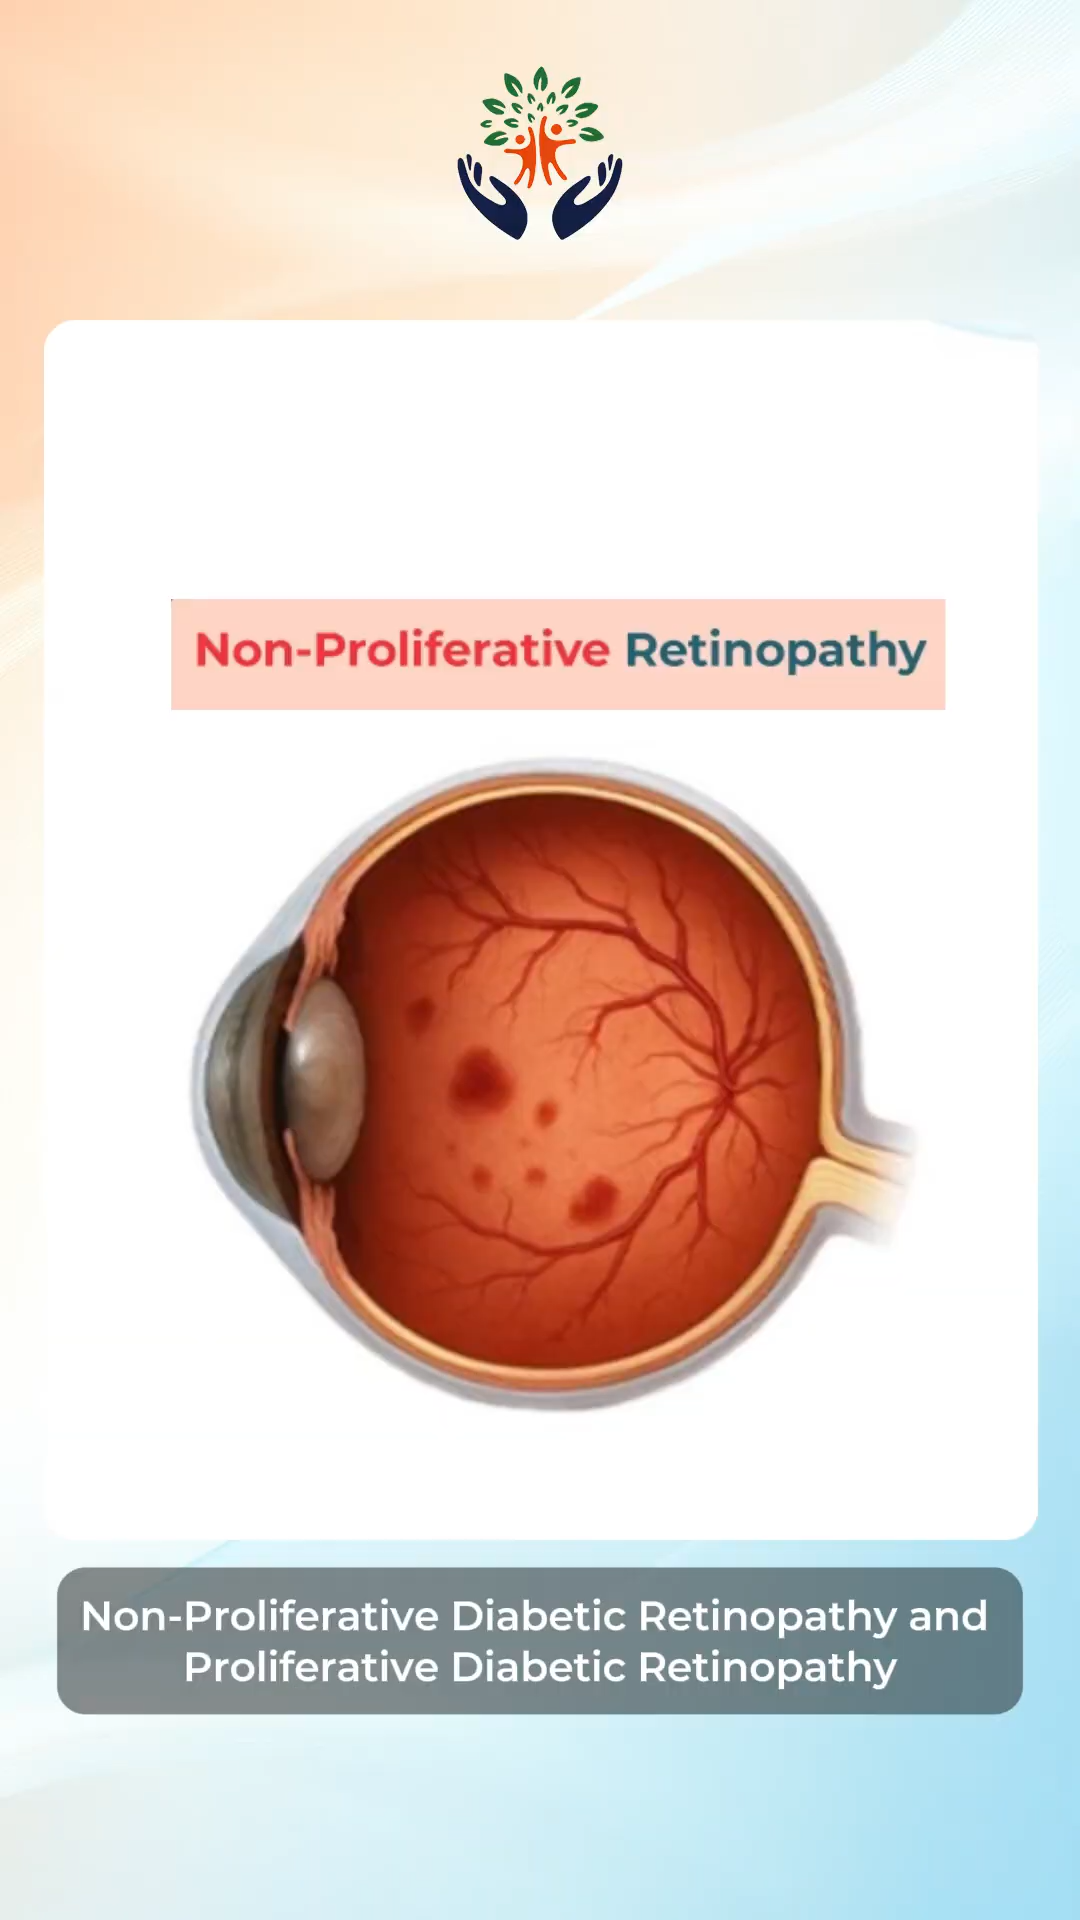 Non-Proliferative Retinopathy
Non-Proliferative Diabetic Retinopathy and
Proliferative Diabetic Retinopathy